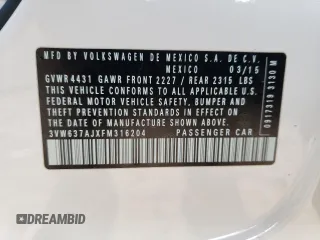 MFD BY VOLKSWAGEN DE MEXICO S.A. DE C.V.
MEXICO 03/15
GVWR 4431 GAWR FRONT 2227 / REAR 2315 LBS
THIS VEHICLE CONFORMS TO ALL APPLICABLE
FEDERAL MOTOR VEHICLE SAFETY, BUMPER AND
THEFT PREVENTION STANDARDS IN EFFECT ON
THE DATE OF MANUFACTURE SHOWN ABOVE
3VW637AJXFM316204 PASSENGER CAR
0917310 3130 M
DREAMBID